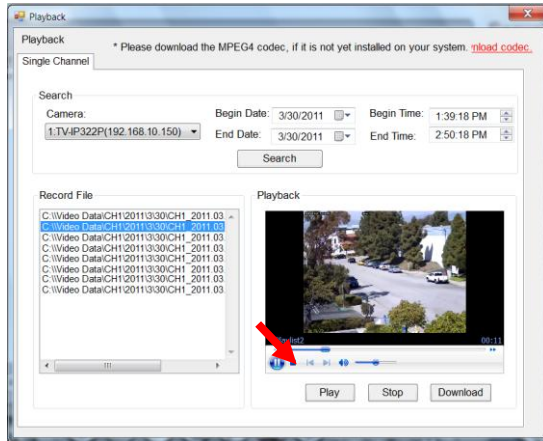 Playback
Playback
* Please download the MPEG4 codec, if it is not yet installed on your system. nload codec.
Single Channel
Search
Camera:
1:TV-IP322P(192.168.10.150)
Begin Date: 3/30/2011
Begin Time: 1:39:18 PM
End Date: 3/30/2011
End Time: 2:50:18 PM
Search
Record File
C:\\Video Data\CH1\2011\3\30\CH1_2011.03.
C:\\Video Data\CH1\2011\3\30\CH1_2011.03.
C:\\Video Data\CH1\2011\3\30\CH1_2011.03.
C:\\Video Data\CH1\2011\3\30\CH1_2011.03.
C:\\Video Data\CH1\2011\3\30\CH1_2011.03.
C:\\Video Data\CH1\2011\3\30\CH1_2011.03.
C:\\Video Data\CH1\2011\3\30\CH1_2011.03.
C:\\Video Data\CH1\2011\3\30\CH1_2011.03.
Playback
00:11
Play
Stop
Download